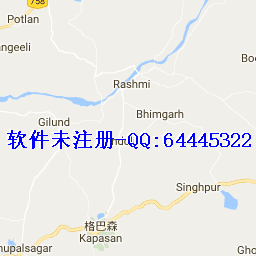 758
Potlan
angeeli
Rashmi
Boo
Bhimgarh
Gilund
软件未注册 QQ:64445322
Singhpur
格巴森
Kapasan
hupalsagar
Gho